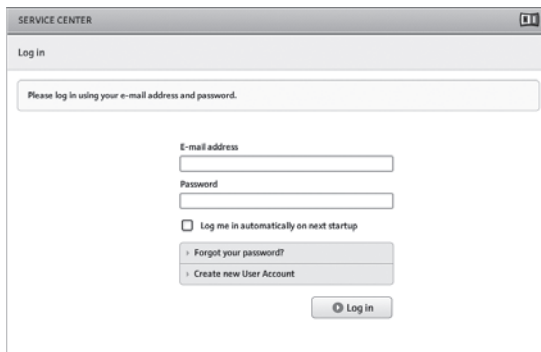 SERVICE CENTER
Log in
Please log in using your e-mail address and password.
E-mail address
Password
Log me in automatically on next startup
› Forgot your password?
› Create new User Account
Log in